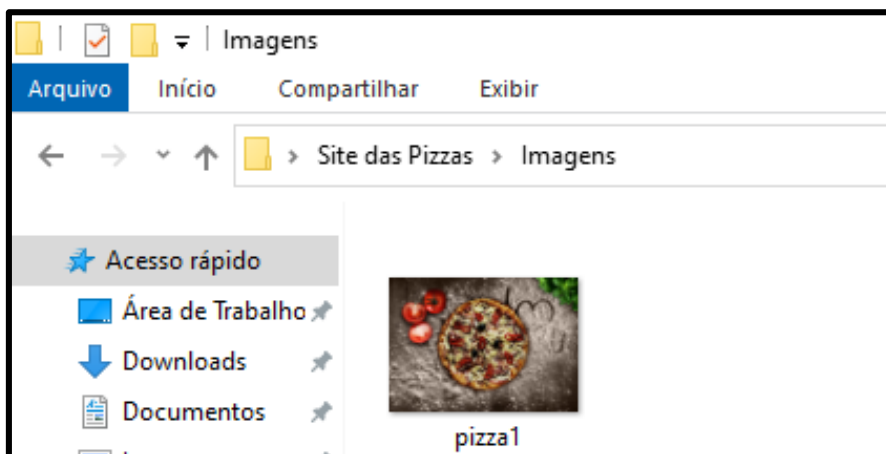 Imagens
Arquivo Início Compartilhar Exibir
Site das Pizzas Imagens
Acesso rápido
Área de Trabalho
Downloads
Documentos
pizza1